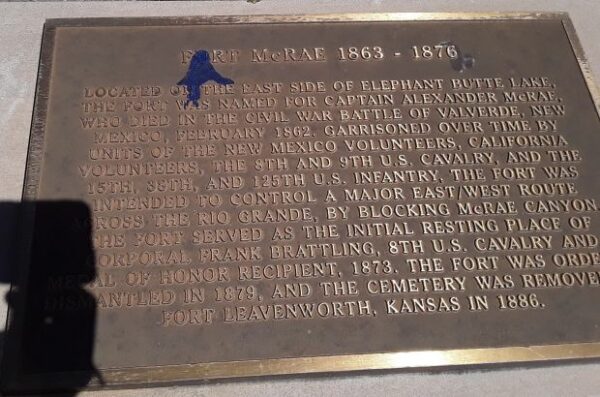 FORT McRAE 1863 - 1876
LOCATED ON THE EAST SIDE OF ELEPHANT BUTTE LAKE,
THE FORT WAS NAMED FOR CAPTAIN ALEXANDER McRAE,
WHO DIED IN THE CIVIL WAR BATTLE OF VALVERDE, NEW
MEXICO, FEBRUARY 1862. GARRISONED OVER TIME BY
UNITS OF THE NEW MEXICO VOLUNTEERS, CALIFORNIA
VOLUNTEERS, THE 8TH AND 9TH U.S. CAVALRY, AND THE
15TH, 38TH, AND 125TH U.S. INFANTRY, THE FORT WAS
INTENDED TO CONTROL A MAJOR EAST/WEST ROUTE
ACROSS THE RIO GRANDE, BY BLOCKING McRAE CANYON.
THE FORT SERVED AS THE INITIAL RESTING PLACE OF
CORPORAL FRANK BRATTLING, 8TH U.S. CAVALRY AND
MEDAL OF HONOR RECIPIENT, 1873. THE FORT WAS ORDE
DISMANTLED IN 1879, AND THE CEMETERY WAS REMOVE
FORT LEAVENWORTH, KANSAS IN 1886.